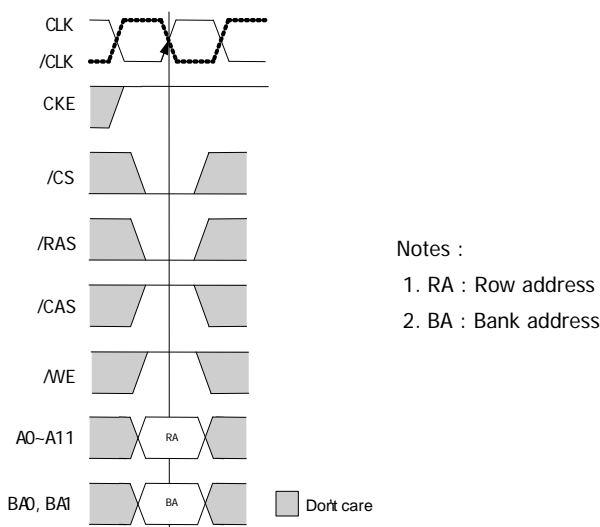 CLK
/CLK
CKE
/CS
/RAS
/CAS
/WE
A0~A11
RA
BA0, BA1
BA
Don't care
Notes :
1. RA : Row address
2. BA : Bank address